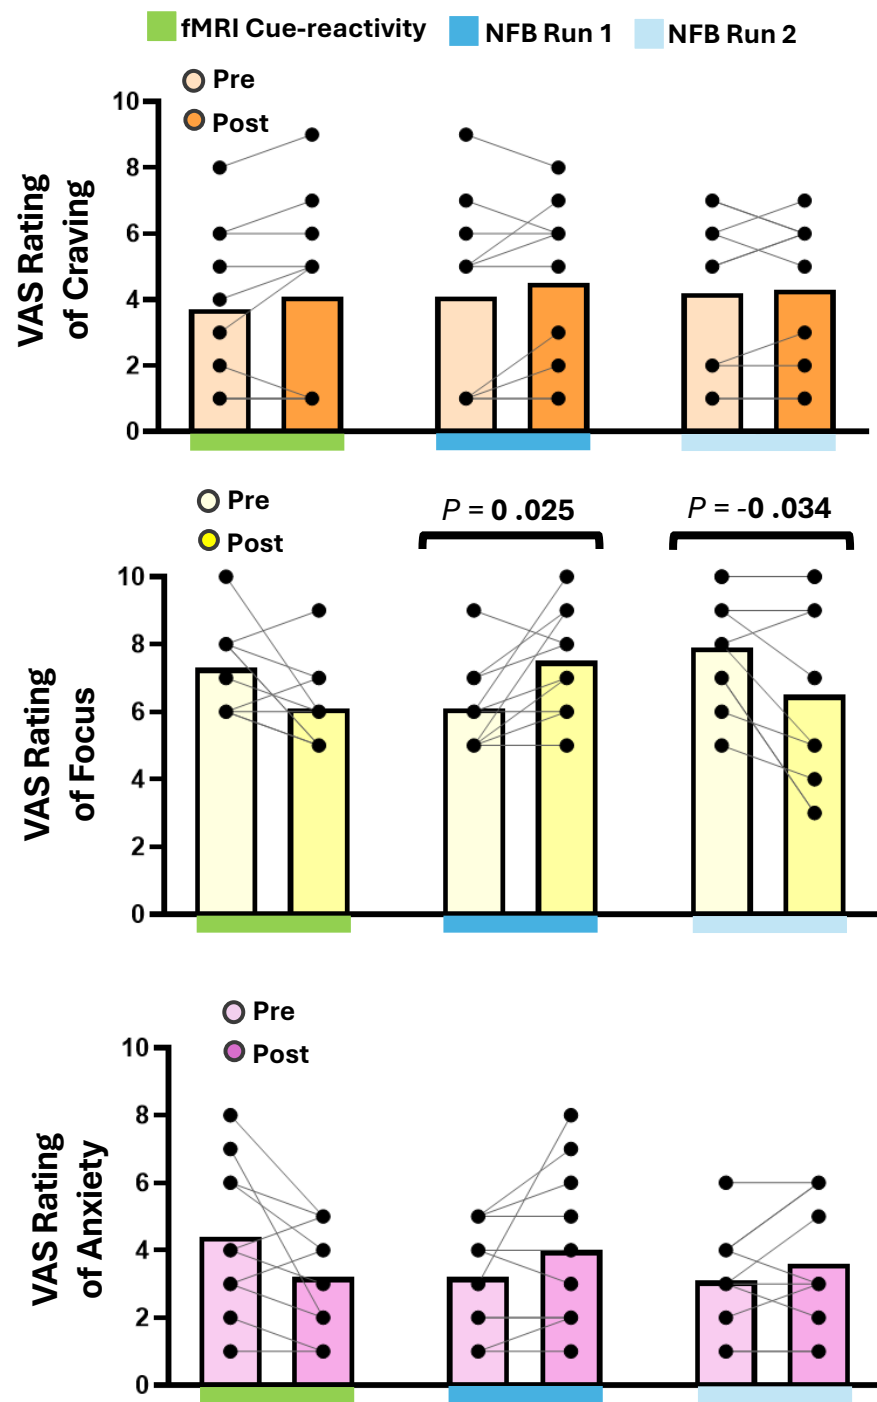 fMRI Cue-reactivity NFB Run 1 NFB Run 2
Pre
Post
VAS Rating
of Craving
10
8
6
4
2
0
Pre
Post
P = 0 .025
P = -0 .034
VAS Rating
of Focus
10
8
6
4
2
0
Pre
Post
VAS Rating
of Anxiety
10
8
6
4
2
0